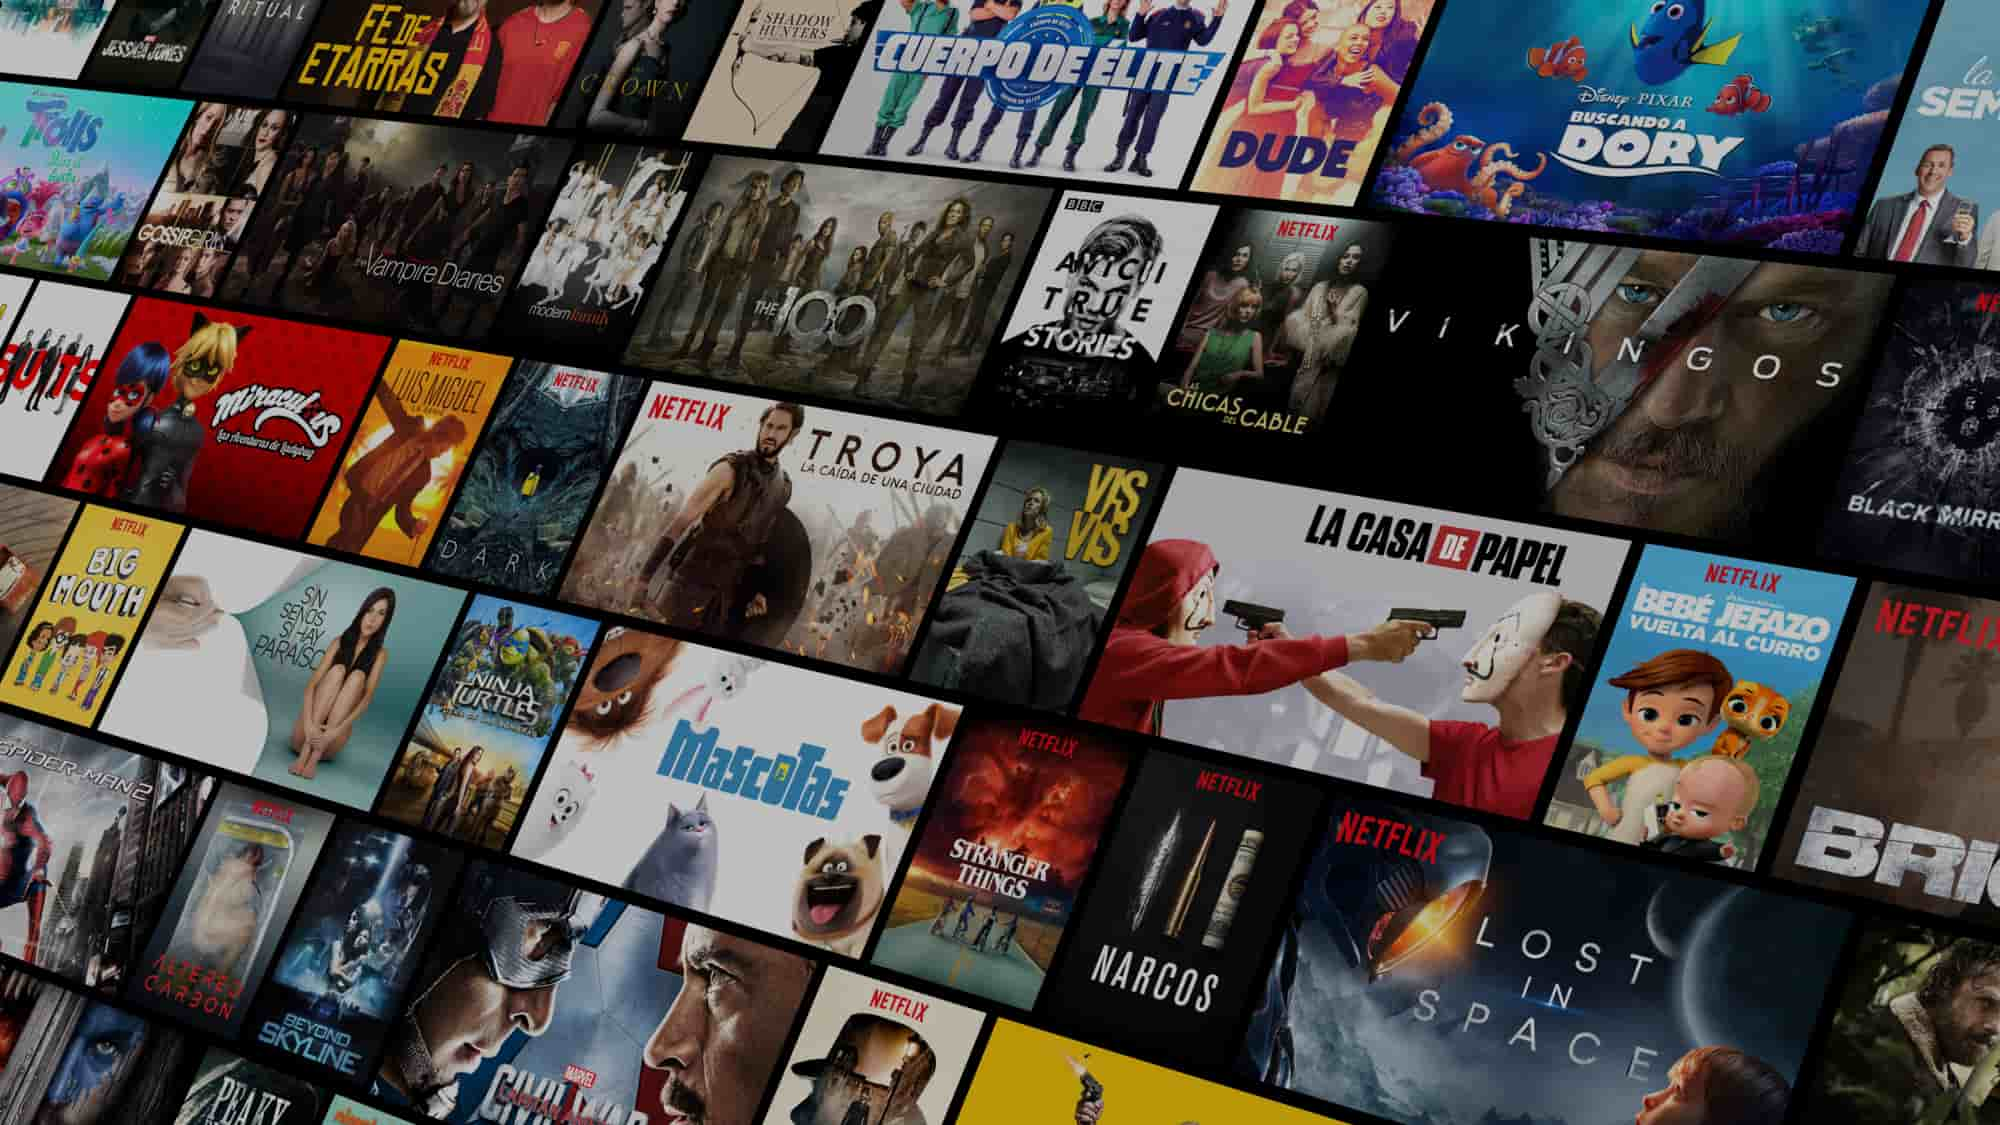 RITUAL
JESSICA JONES
FE DE
ETARRAS
CROWN
SHADOW
HUNTERS
CUERPO DE ÉLITE
DUDE
Disney·PIXAR
BUSCANDO A
DORY
la
SEM
Trolls
GOSSIP GIRL
The Vampire Diaries
modern family
THE 100
BBC
AVICII
TRUE
STORIES
NETFLIX
LAS
CHICAS
DEL CABLE
VIKINGOS
NE
BLACK MIRR
SUITS
Miraculous
Las Aventuras de Ladybug
NETFLIX
LUIS MIGUEL
LA SERIE
NETFLIX
DARK
NETFLIX
TROYA
LA CAÍDA DE UNA CIUDAD
VIS
VIS
LA CASA DE PAPEL
NETFLIX
BEBÉ JEFAZO
VUELTA AL CURRO
NETFLIX
BRI
NETFLIX
BIG
MOUTH
SIN
SENOS
SÍ HAY
PARAÍSO
NINJA
TURTLES
MASCOTAS
NETFLIX
STRANGER
THINGS
NETFLIX
NARCOS
NETFLIX
LOST
IN
SPACE
SPIDER-MAN 2
NETFLIX
ALTERED
CARBON
BEYOND
SKYLINE
MARVEL
CAPITÁN AMÉRICA
CIVIL WAR
NETFLIX
PEAKY
nickelodeon